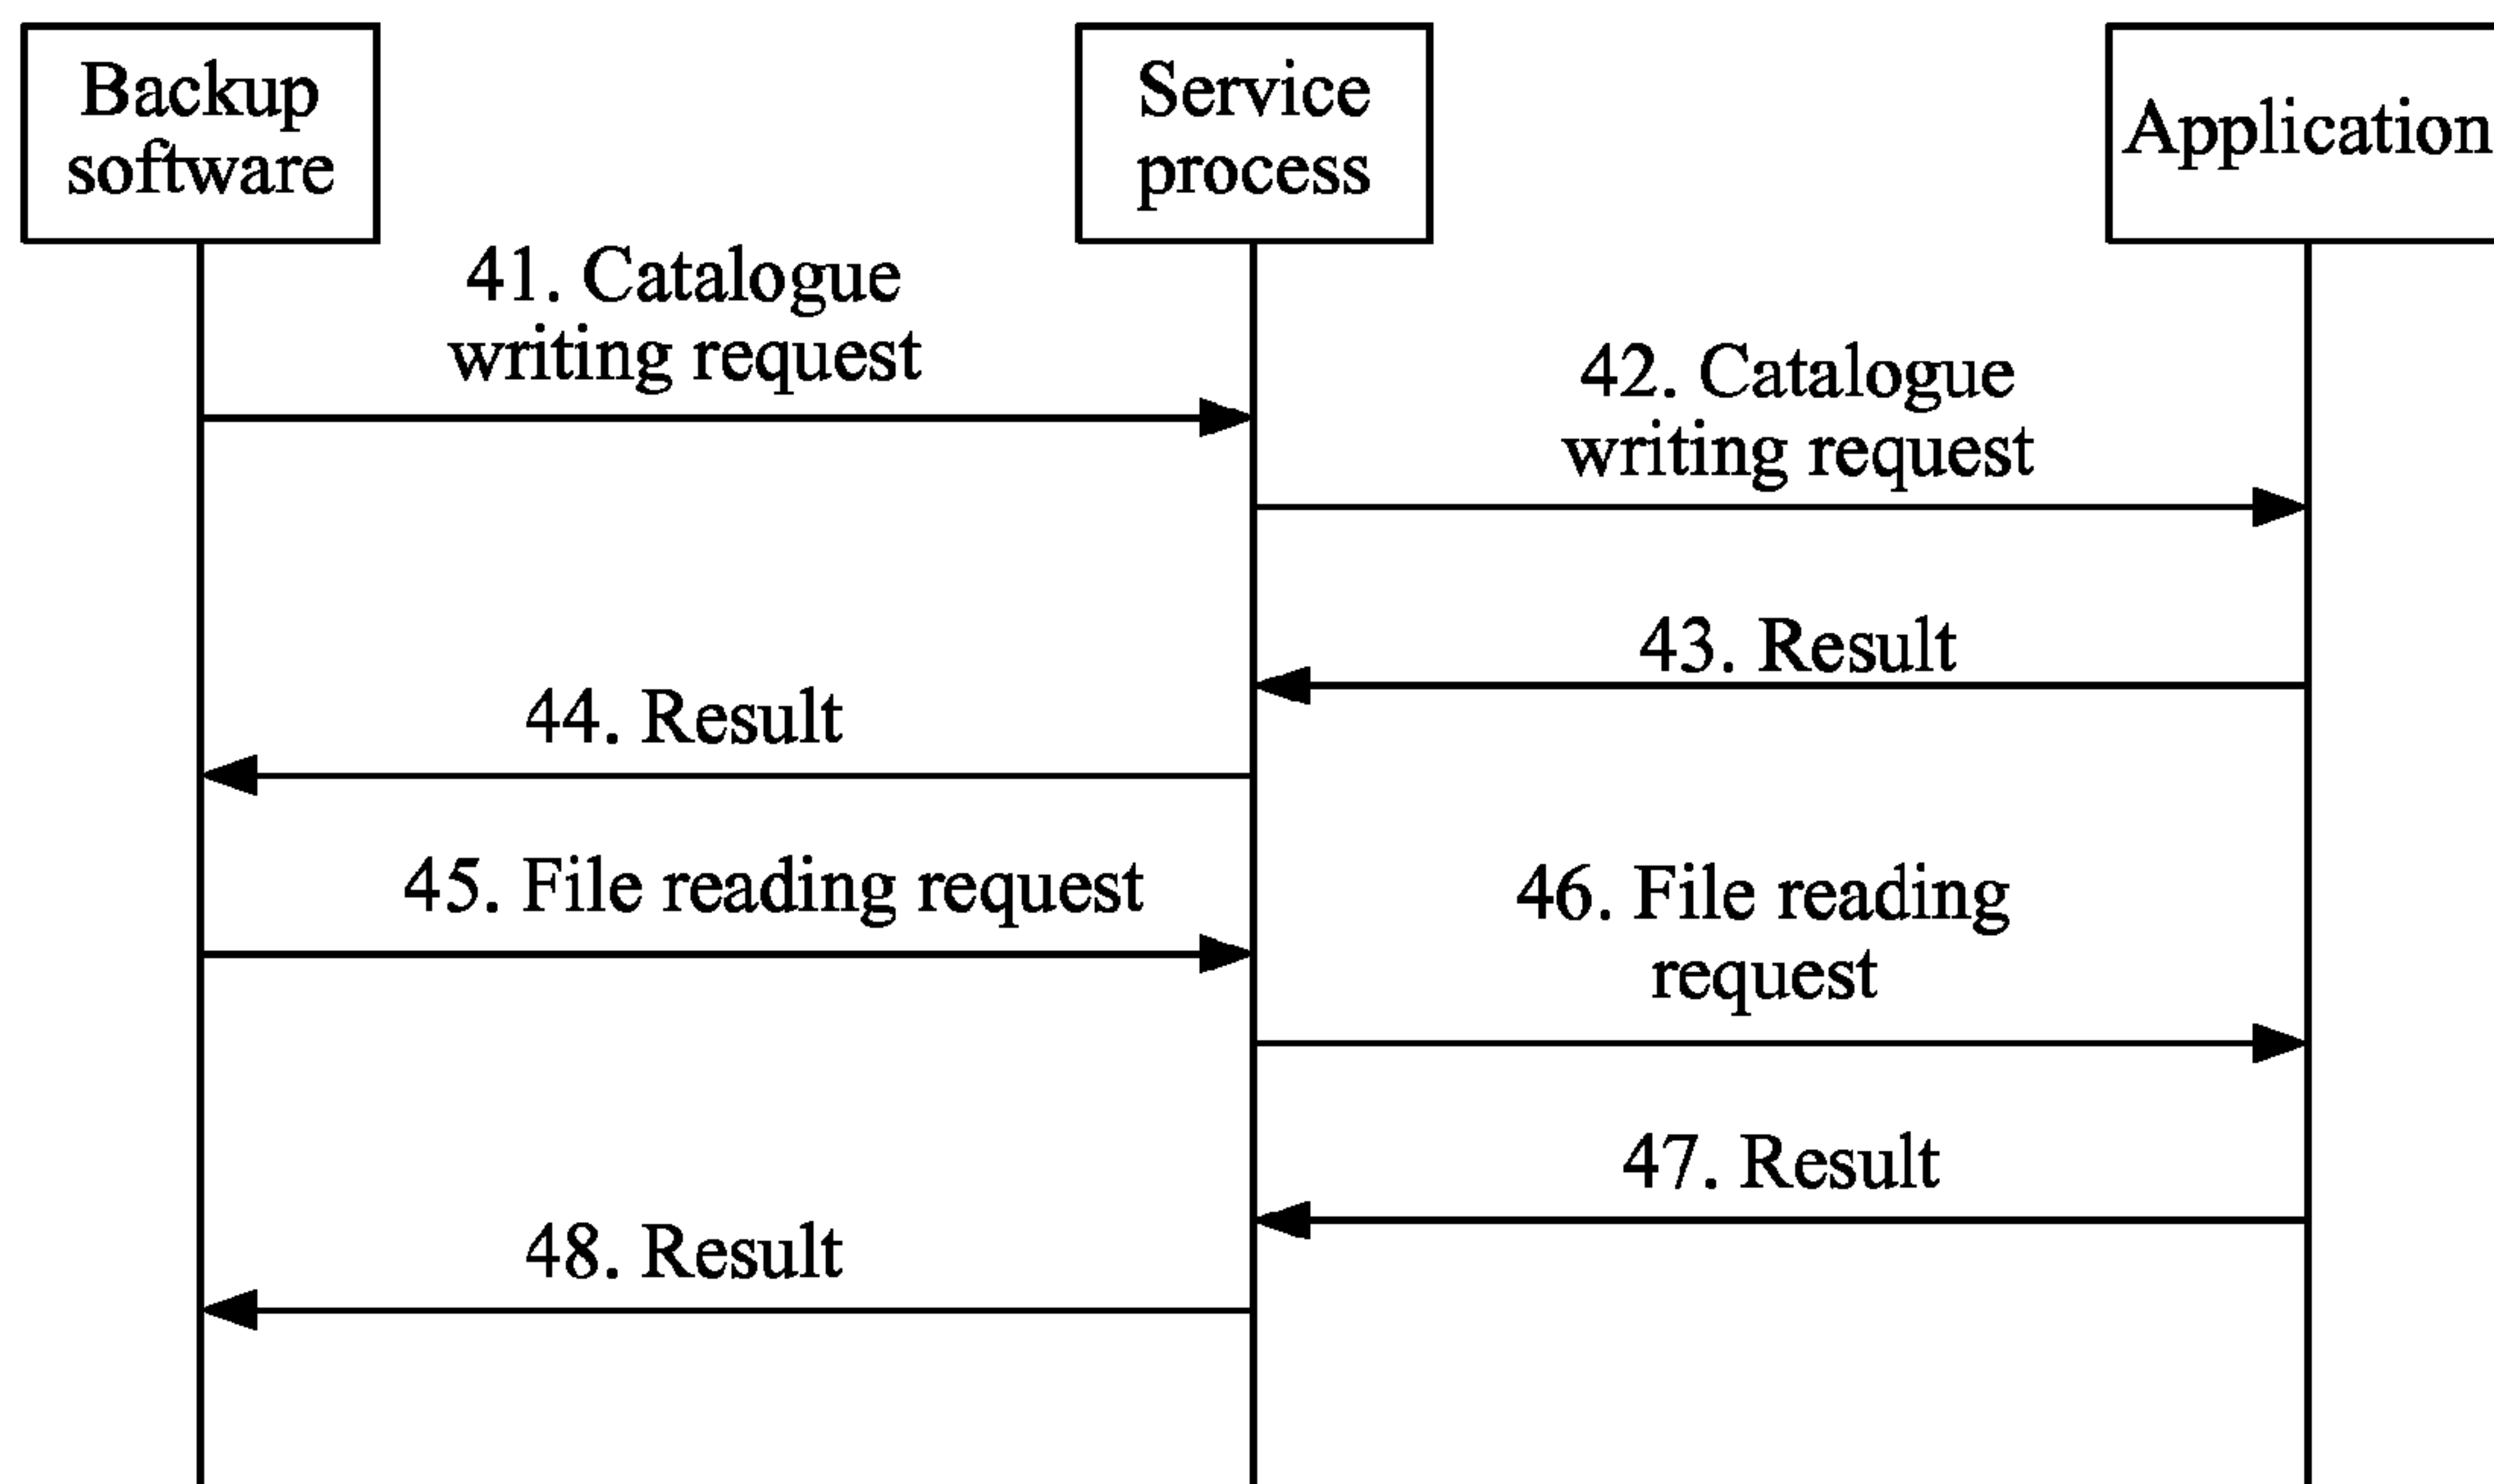 Backup
software
Service
process
Application
41. Catalogue
writing request
42. Catalogue
writing request
43. Result
44. Result
45. File reading request
46. File reading
request
47. Result
48. Result